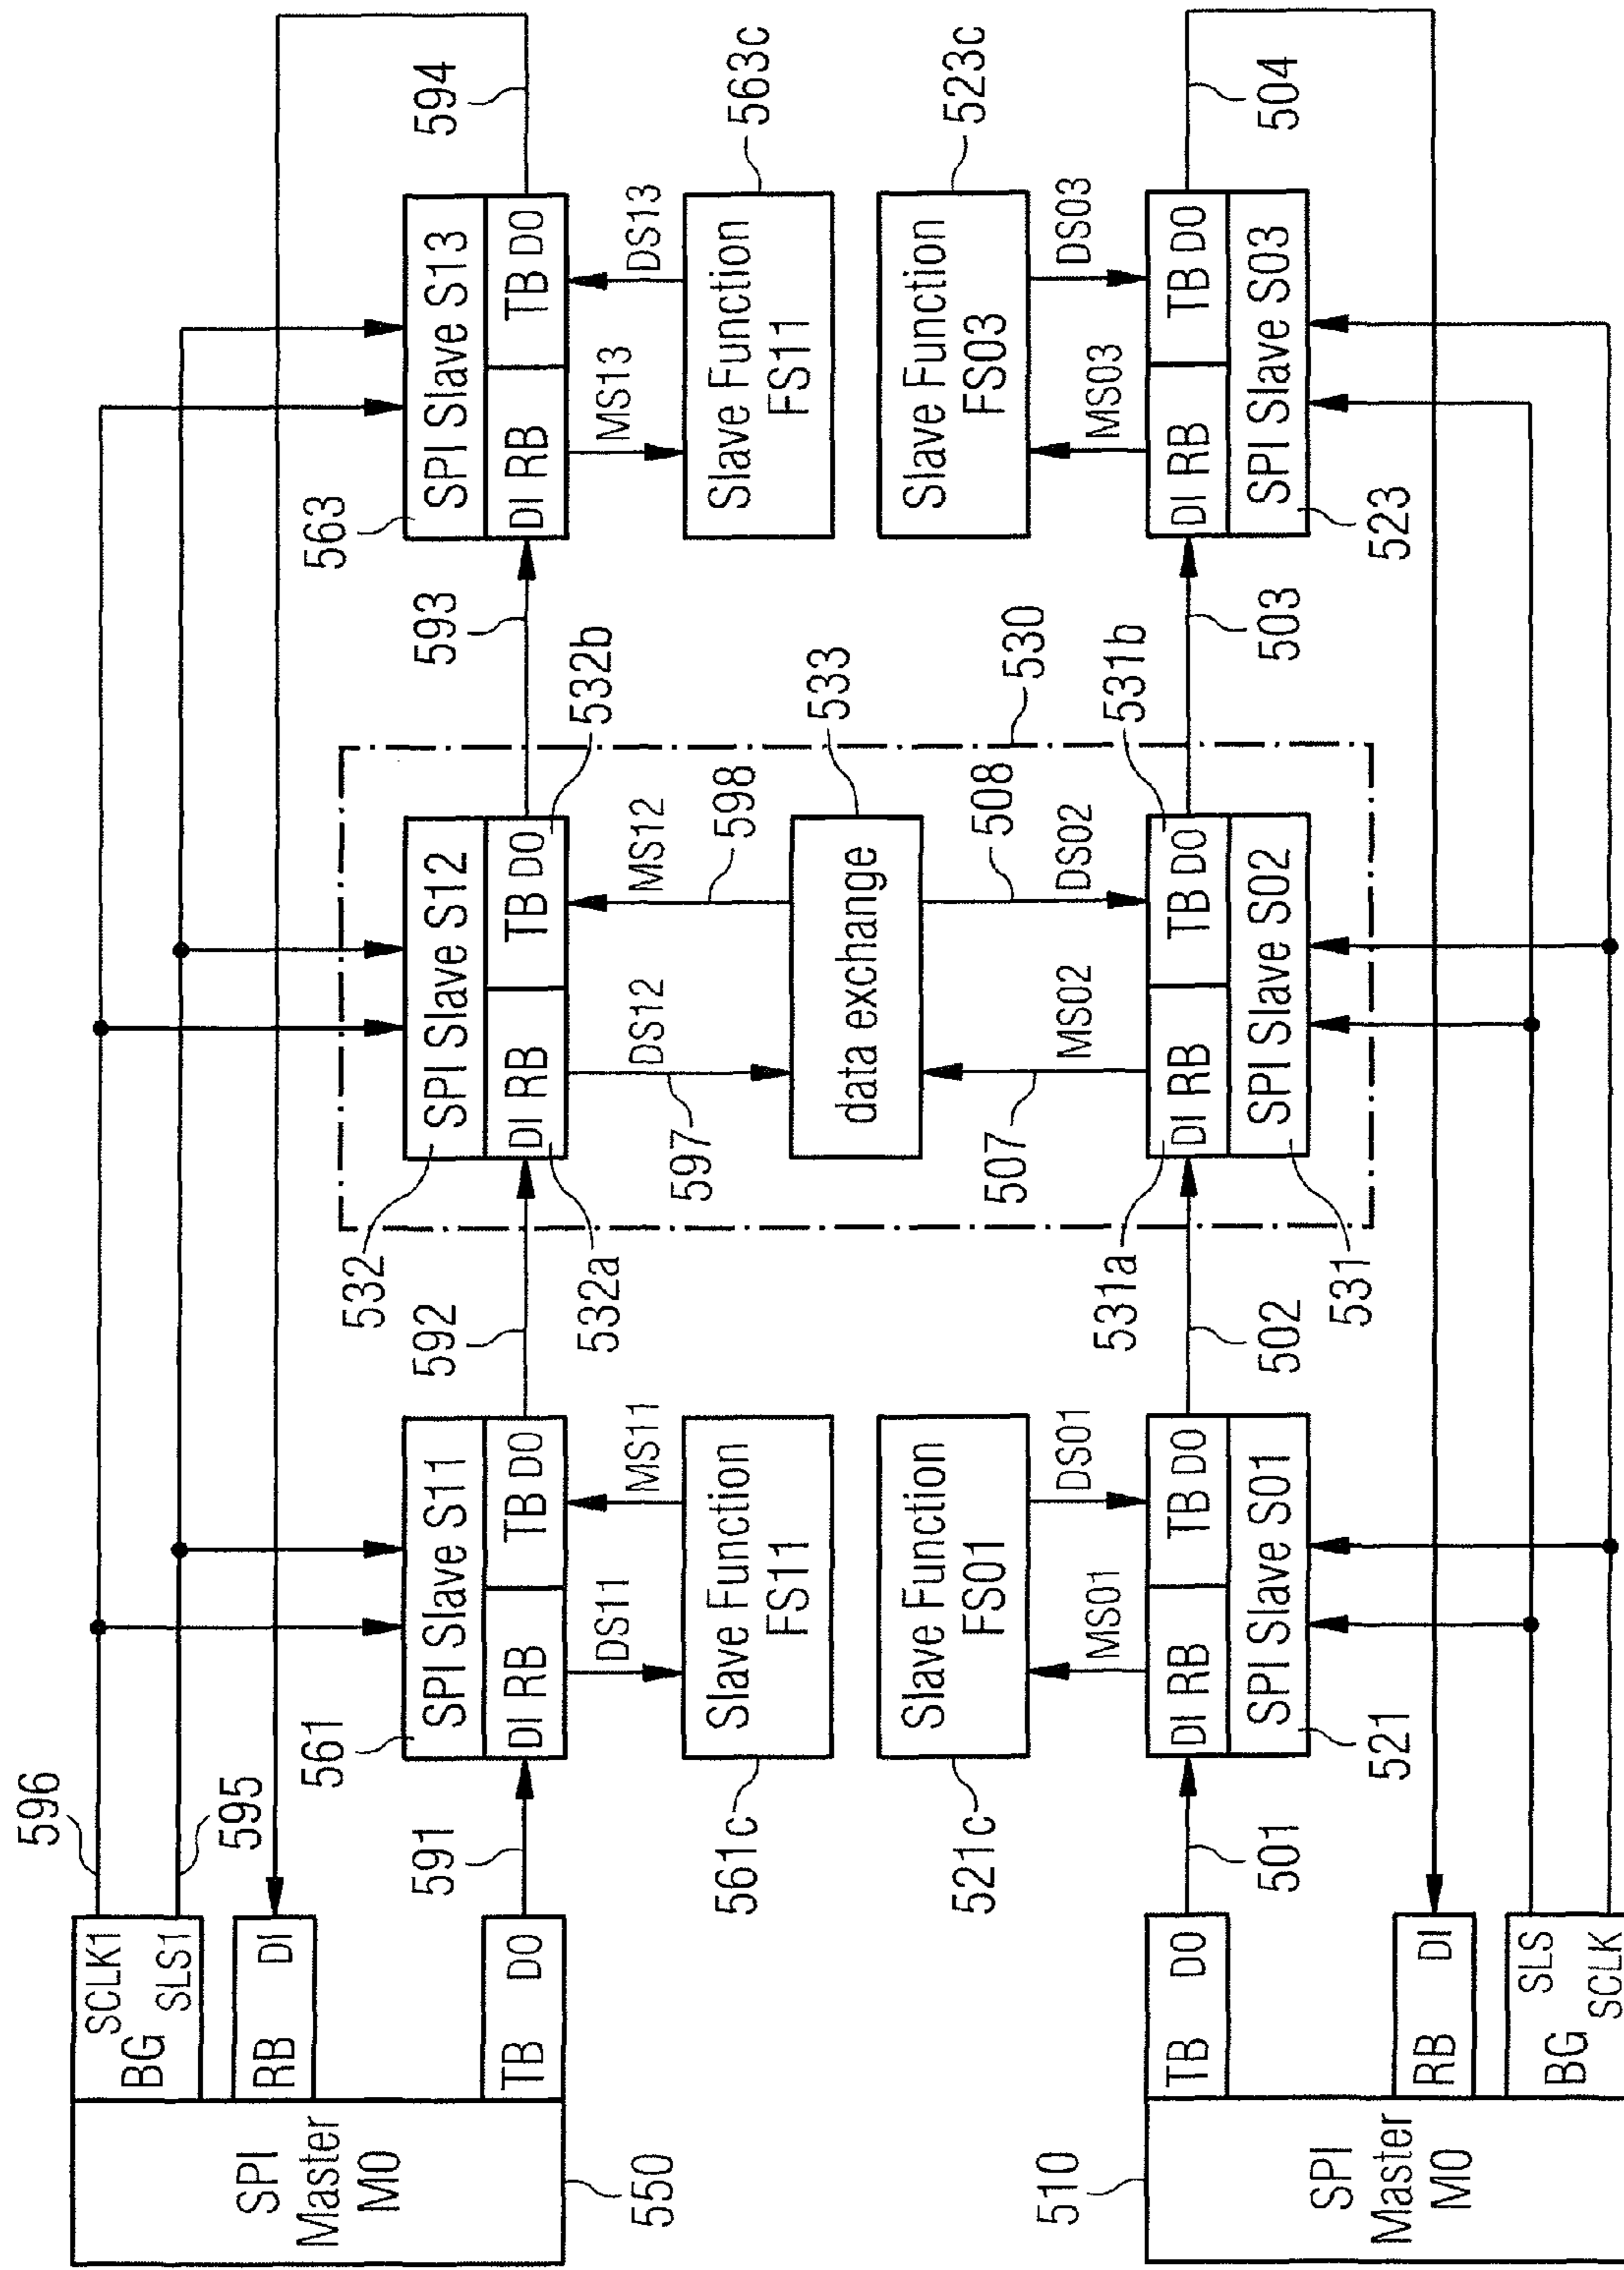 596
SCLK1
BG
SLS1
595
RB DI
SPI
Master
M0
TB DO
550
591
561
SPI Slave S11
DI RB
TB DO
DS11
MS11
Slave Function
FS11
561c
592
532
SPI Slave S12
DI RB
TB DO
532a
532b
DS12
MS12
597
598
data exchange
533
530
593
563
SPI Slave S13
DI RB
TB DO
MS13
DS13
Slave Function
FS11
563c
594
510
SPI
Master
M0
TB DO
RB DI
BG
SLS
SCLK
501
521c
Slave Function
FS01
MS01
DS01
DI RB
TB DO
SPI Slave S01
521
502
507
508
MS02
DS02
531a
531b
DI RB
TB DO
SPI Slave S02
531
503
Slave Function
FS03
523c
MS03
DS03
DI RB
TB DO
SPI Slave S03
523
504